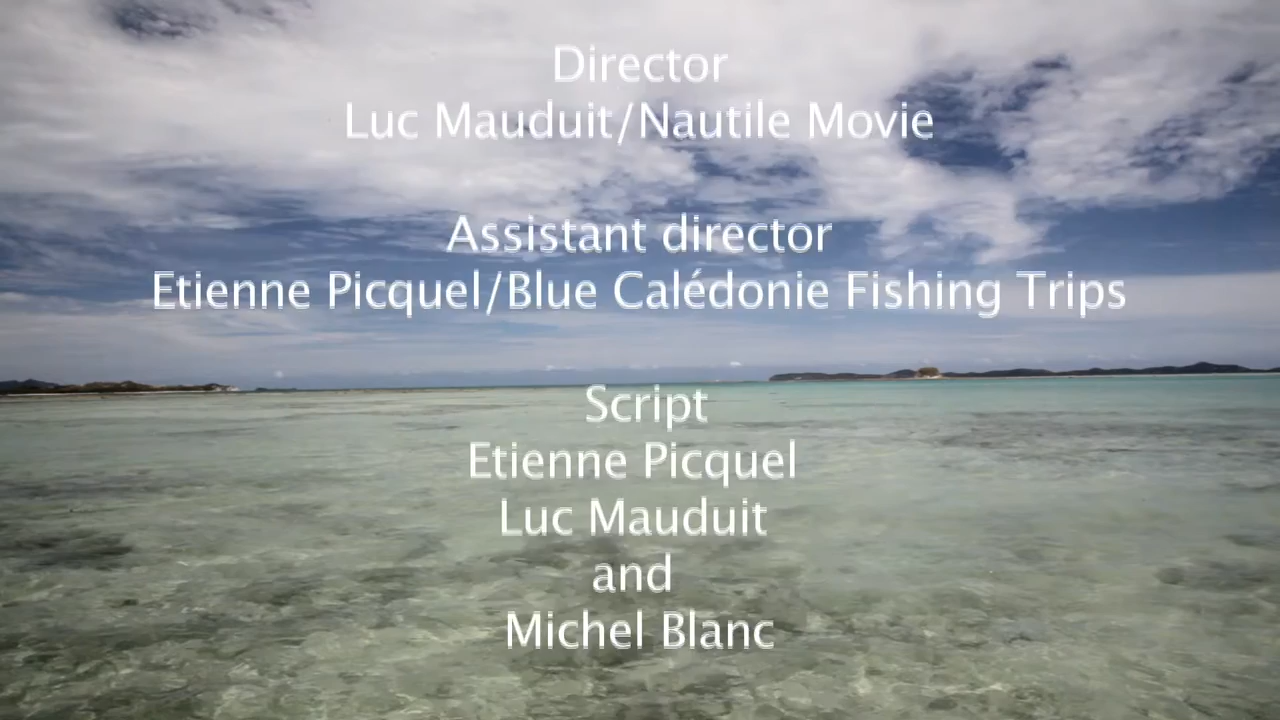 Director
Luc Mauduit/Nautile Movie
Assistant director
Etienne Picquel/Blue Calédonie Fishing Trips
Script
Etienne Picquel
Luc Mauduit
and
Michel Blanc